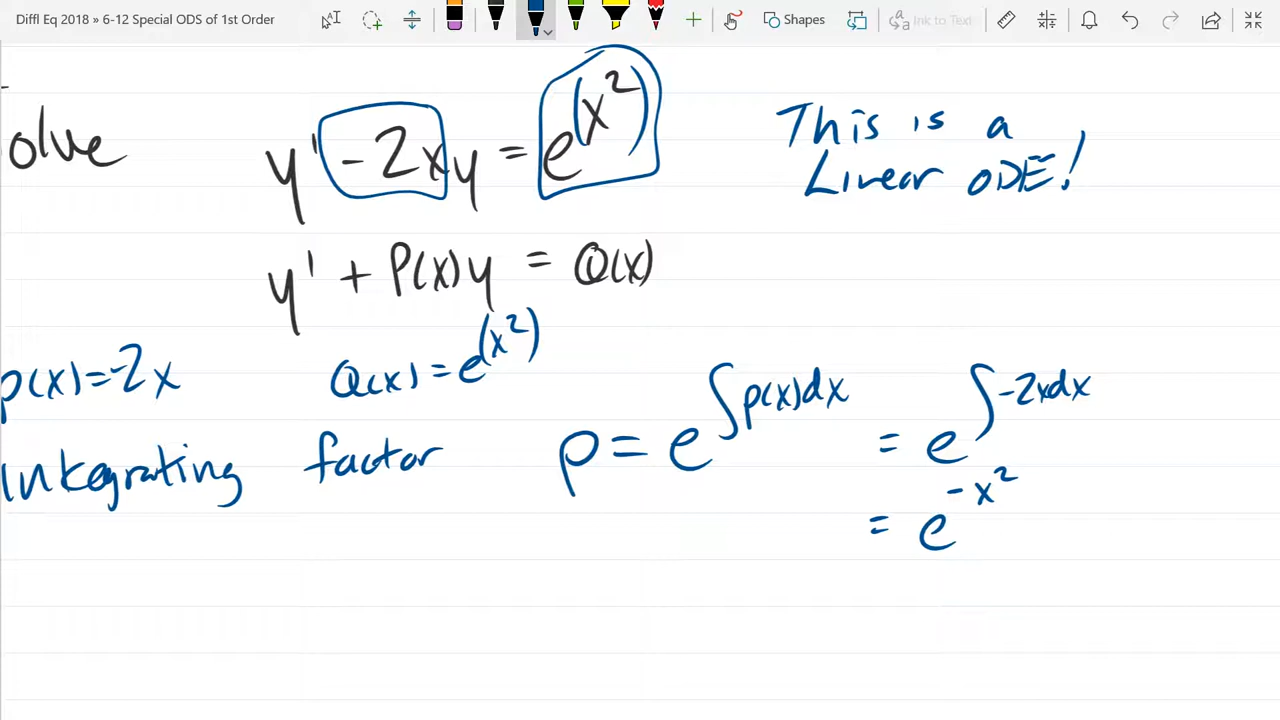 Diffl Eq 2018 » 6-12 Special ODS of 1st Order
Shapes
Ink to Text
olve y' - 2xy = e^(x^2) This is a
Linear ODE!
y' + P(x)y = Q(x)
p(x) = -2x Q(x) = e^(x^2)
Integrating factor ρ = e^∫p(x)dx = e^∫-2xdx
= e^-x^2